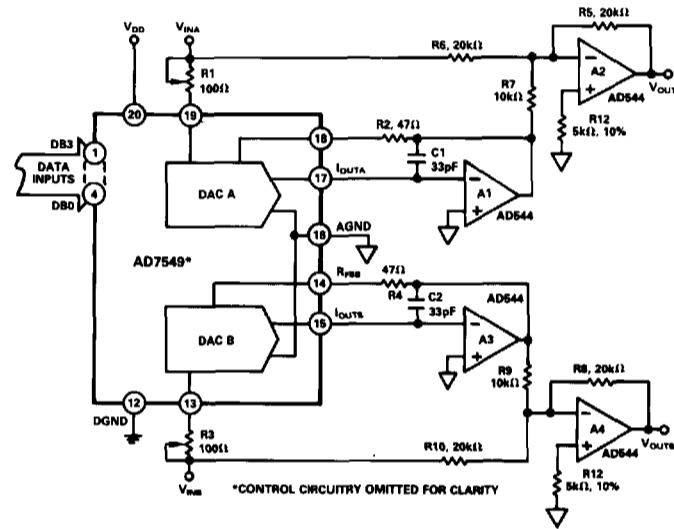 VDD
VINA
R1
100Ω
R6, 20kΩ
R5, 20kΩ
A2
AD544
R7
10kΩ
R12
5kΩ, 10%
20
19
DB3
1
DATA
INPUTS
4
DB0
DAC A
AD7549*
DAC B
18
R2, 47Ω
C1
33pF
17
IOUTA
A1
AD544
AGND
14
RFBB
47Ω
R4
C2
33pF
AD544
15
IOUTB
A3
R9
10kΩ
R8, 20kΩ
A4
AD544
VOUTB
R12
5kΩ, 10%
DGND
12
13
R3
100Ω
R10, 20kΩ
VINB
*CONTROL CIRCUITRY OMITTED FOR CLARITY